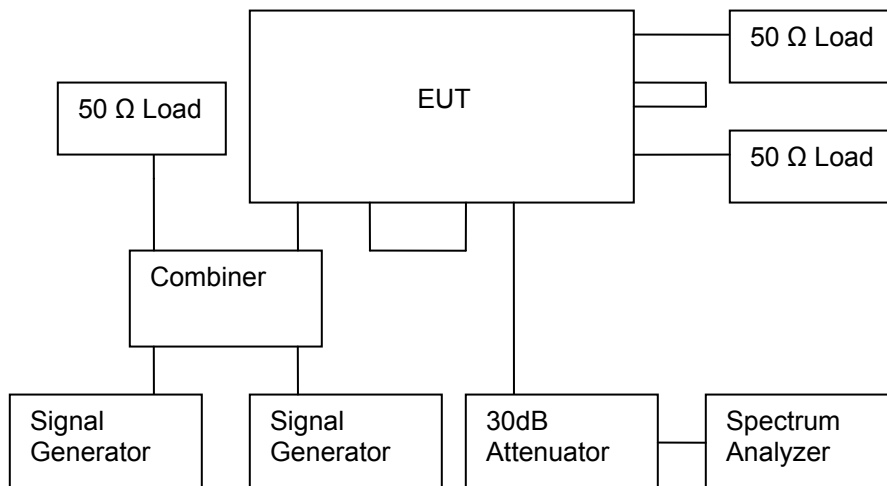 50 Ω Load
EUT
50 Ω Load
50 Ω Load
Combiner
Signal
Generator
Signal
Generator
30dB
Attenuator
Spectrum
Analyzer